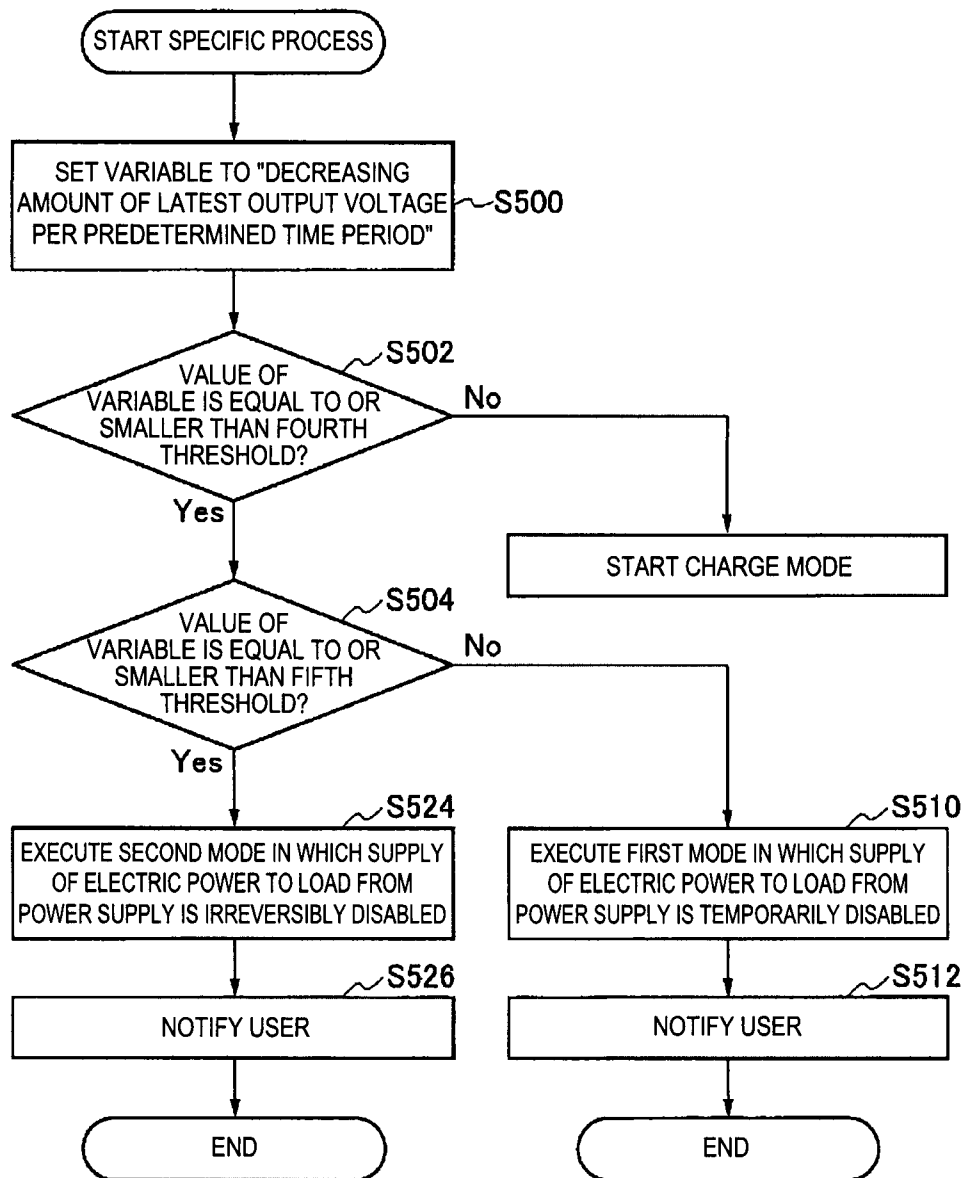 START SPECIFIC PROCESS
SET VARIABLE TO "DECREASING
AMOUNT OF LATEST OUTPUT VOLTAGE
PER PREDETERMINED TIME PERIOD"
S500
S502
VALUE OF
VARIABLE IS EQUAL TO OR
SMALLER THAN FOURTH
THRESHOLD?
No
Yes
START CHARGE MODE
S504
VALUE OF
VARIABLE IS EQUAL TO OR
SMALLER THAN FIFTH
THRESHOLD?
No
Yes
S524
EXECUTE SECOND MODE IN WHICH SUPPLY
OF ELECTRIC POWER TO LOAD FROM
POWER SUPPLY IS IRREVERSIBLY DISABLED
S510
EXECUTE FIRST MODE IN WHICH SUPPLY
OF ELECTRIC POWER TO LOAD FROM
POWER SUPPLY IS TEMPORARILY DISABLED
S526
NOTIFY USER
S512
NOTIFY USER
END
END